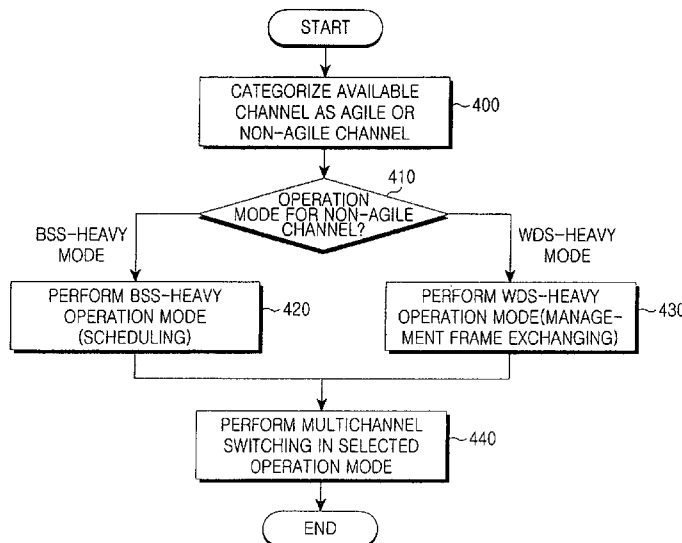 START
CATEGORIZE AVAILABLE
CHANNEL AS AGILE OR
NON-AGILE CHANNEL
400
410
OPERATION
MODE FOR NON-AGILE
CHANNEL?
BSS-HEAVY
MODE
WDS-HEAVY
MODE
PERFORM BSS-HEAVY
OPERATION MODE
(SCHEDULING)
420
PERFORM WDS-HEAVY
OPERATION MODE(MANAGE-
MENT FRAME EXCHANGING)
430
PERFORM MULTICHANNEL
SWITCHING IN SELECTED
OPERATION MODE
440
END